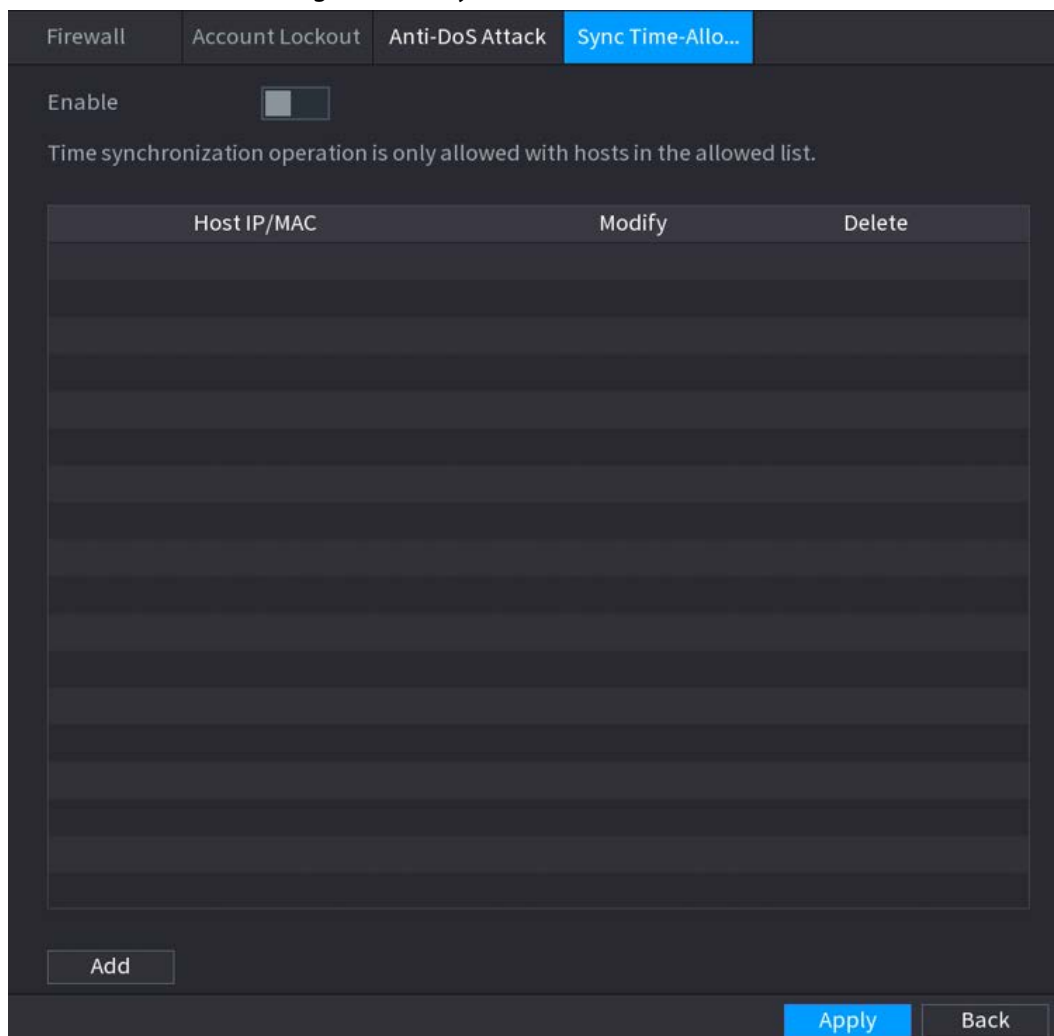 Firewall Account Lockout Anti-DoS Attack Sync Time-Allo...
Enable
Time synchronization operation is only allowed with hosts in the allowed list.
Host IP/MAC Modify Delete
Add
Apply Back